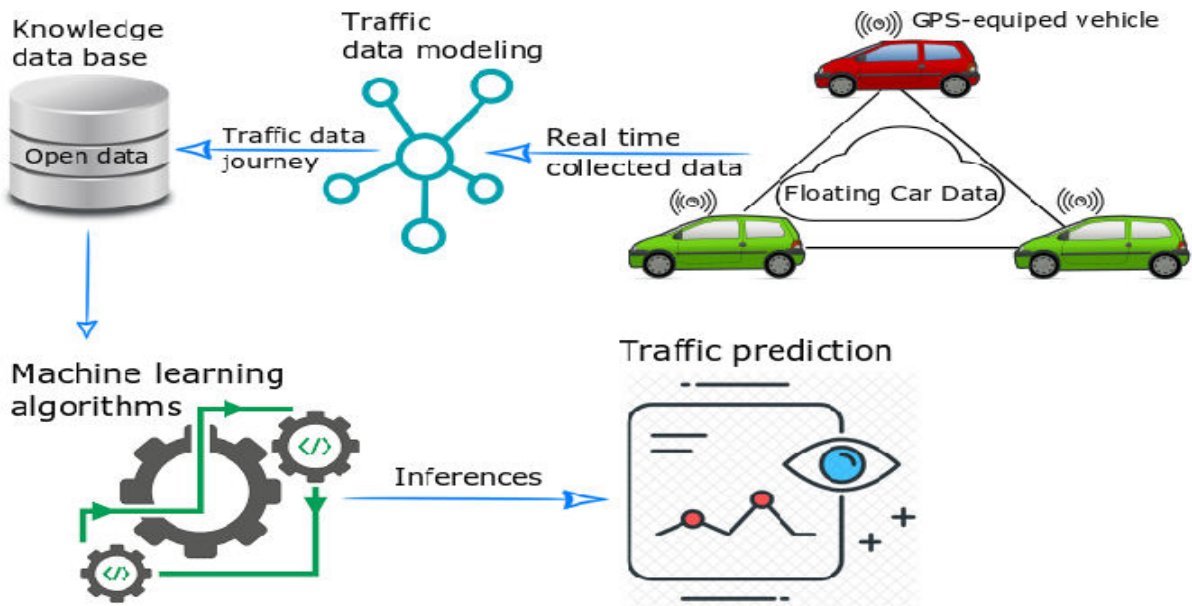 Knowledge
data base
Open data
Traffic data
journey
Traffic
data modeling
Real time
collected data
GPS-equiped vehicle
Floating Car Data
Machine learning
algorithms
</>
</>
Inferences
Traffic prediction